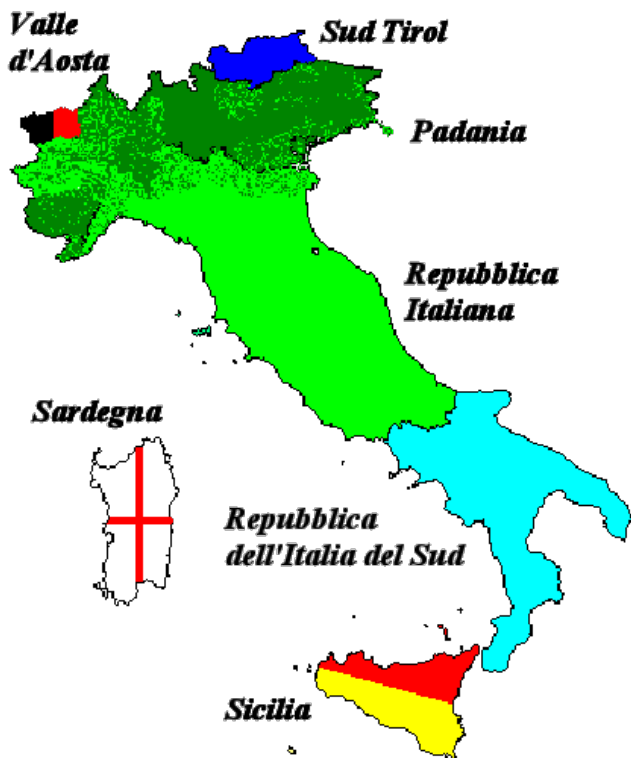 Valle
d'Aosta
Sud Tirol
Padania
Repubblica
Italiana
Sardegna
Repubblica
dell'Italia del Sud
Sicilia